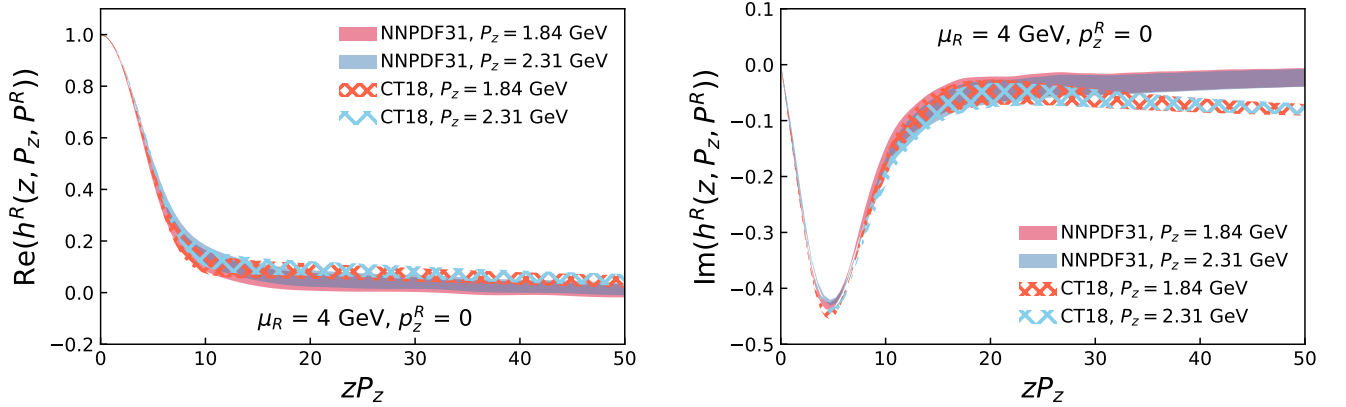 Re(h^R(z, P_z, P^R))
1.0
0.8
0.6
0.4
0.2
0.0
−0.2
NNPDF31, P_z = 1.84 GeV
NNPDF31, P_z = 2.31 GeV
CT18, P_z = 1.84 GeV
CT18, P_z = 2.31 GeV
μ_R = 4 GeV, p_z^R = 0
0 10 20 30 40 50
zP_z
Im(h^R(z, P_z, P^R))
0.1
0.0
−0.1
−0.2
−0.3
−0.4
−0.5
μ_R = 4 GeV, p_z^R = 0
NNPDF31, P_z = 1.84 GeV
NNPDF31, P_z = 2.31 GeV
CT18, P_z = 1.84 GeV
CT18, P_z = 2.31 GeV
0 10 20 30 40 50
zP_z